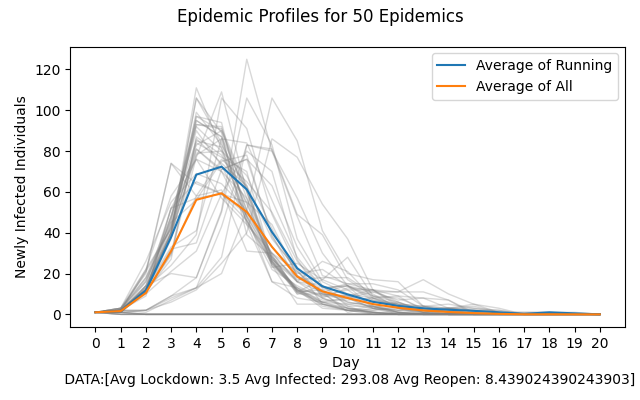 Epidemic Profiles for 50 Epidemics
Average of Running
Average of All
Newly Infected Individuals
120
100
80
60
40
20
0
0 1 2 3 4 5 6 7 8 9 10 11 12 13 14 15 16 17 18 19 20
Day
DATA:[Avg Lockdown: 3.5 Avg Infected: 293.08 Avg Reopen: 8.439024390243903]